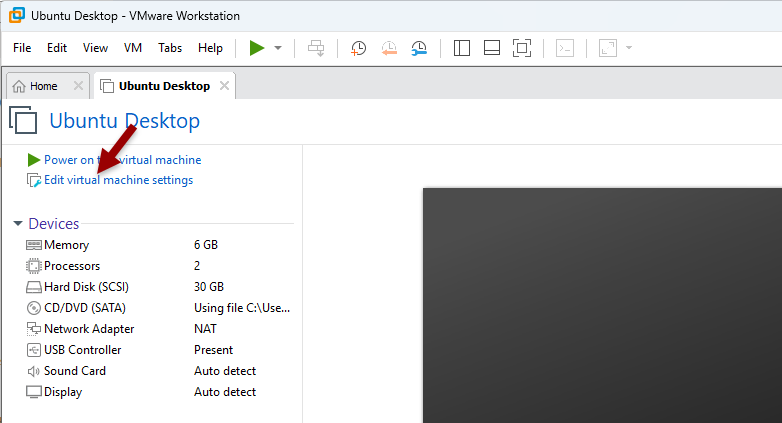 Ubuntu Desktop - VMware Workstation
File Edit View VM Tabs Help
Home Ubuntu Desktop
Ubuntu Desktop
Power on virtual machine
Edit virtual machine settings
Devices
Memory 6 GB
Processors 2
Hard Disk (SCSI) 30 GB
CD/DVD (SATA) Using file C:\Use...
Network Adapter NAT
USB Controller Present
Sound Card Auto detect
Display Auto detect